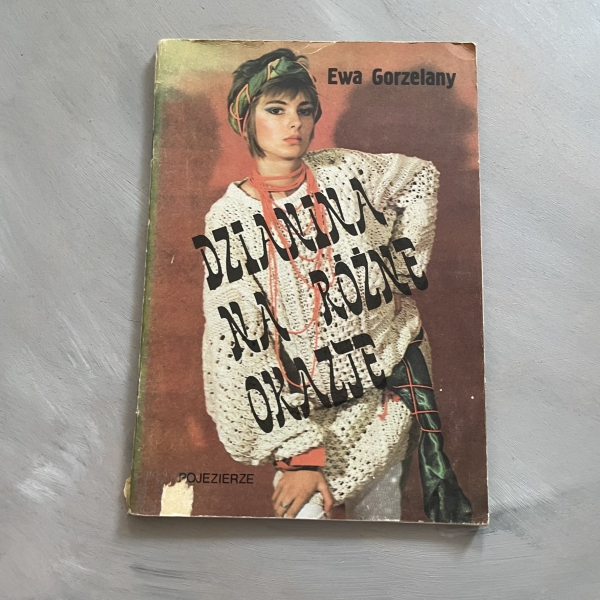 Ewa Gorzelany
DZIANINA
NA RÓŻNE
OKAZJE
POJEZIERZE